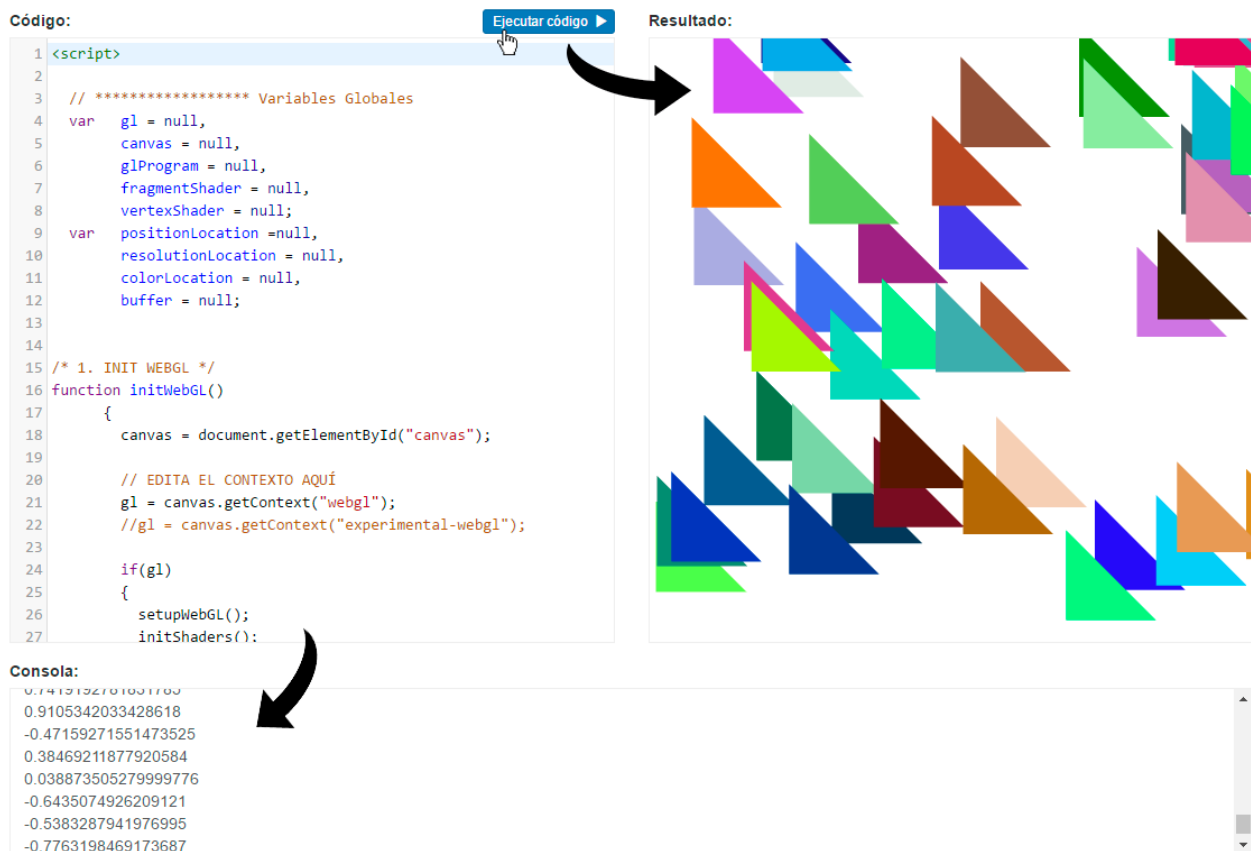 Código:
Ejecutar código
Resultado:
1 <script>
2
3 // ****************** Variables Globales
4 var gl = null,
5 canvas = null,
6 glProgram = null,
7 fragmentShader = null,
8 vertexShader = null;
9 var positionLocation =null,
10 resolutionLocation = null,
11 colorLocation = null,
12 buffer = null;
13
14
15 /* 1. INIT WEBGL */
16 function initWebGL()
17 {
18 canvas = document.getElementById("canvas");
19
20 // EDITA EL CONTEXTO AQUÍ
21 gl = canvas.getContext("webgl");
22 //gl = canvas.getContext("experimental-webgl");
23
24 if(gl)
25 {
26 setupWebGL();
27 initShaders();
Consola:
0.7419192781831785
0.9105342033428618
-0.47159271551473525
0.38469211877920584
0.038873505279999776
-0.6435074926209121
-0.5383287941976995
-0.7763198469173687